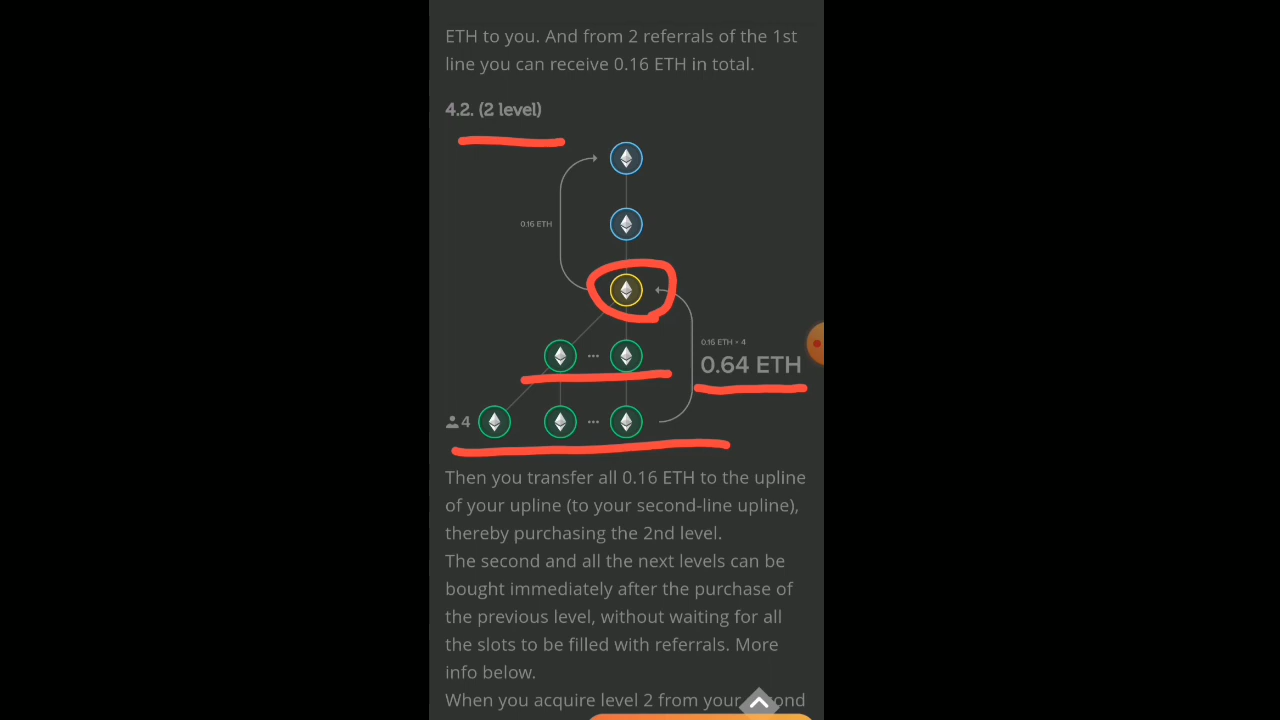 ETH to you. And from 2 referrals of the 1st
line you can receive 0.16 ETH in total.
4.2. (2 level)
0.16 ETH
0.16 ETH × 4
0.64 ETH
4
Then you transfer all 0.16 ETH to the upline
of your upline (to your second-line upline),
thereby purchasing the 2nd level.
The second and all the next levels can be
bought immediately after the purchase of
the previous level, without waiting for all
the slots to be filled with referrals. More
info below.
When you acquire level 2 from your